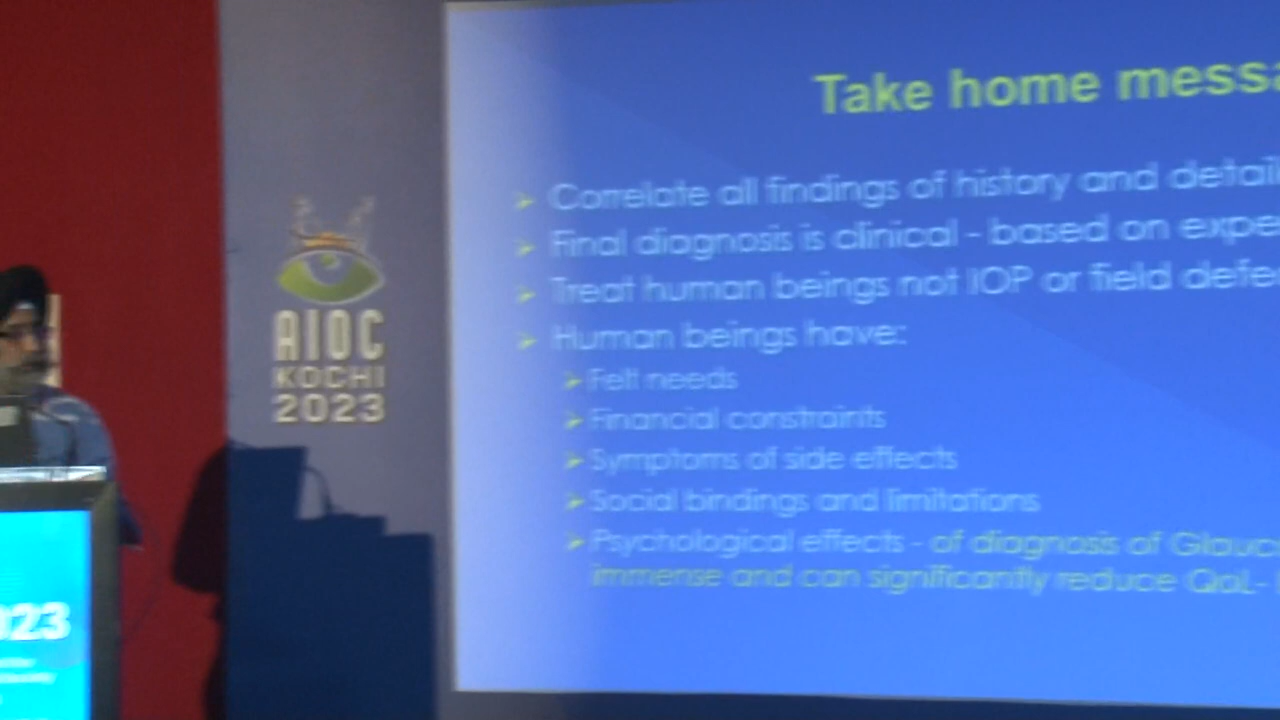 Take home messa
Correlate all findings of history and detail
Final diagnosis is clinical - based on expe
Treat human beings not IOP or field defe
Human beings have:
Felt needs
Financial constraints
Symptoms of side effects
Social bindings and limitations
Psychological effects - of diagnosis of Glauc
immense and can significantly reduce QoL-
AIOC
KOCHI
2023
023